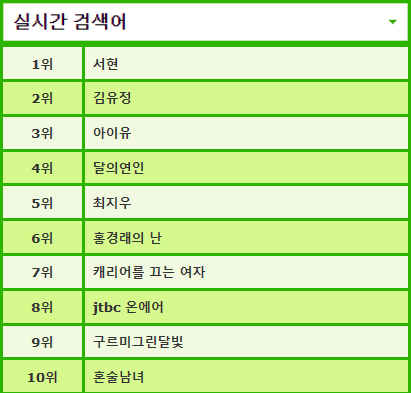 실시간 검색어
1위 서현
2위 김유정
3위 아이유
4위 달의연인
5위 최지우
6위 홍경래의 난
7위 캐리어를 끄는 여자
8위 jtbc 온에어
9위 구르미그린달빛
10위 혼술남녀